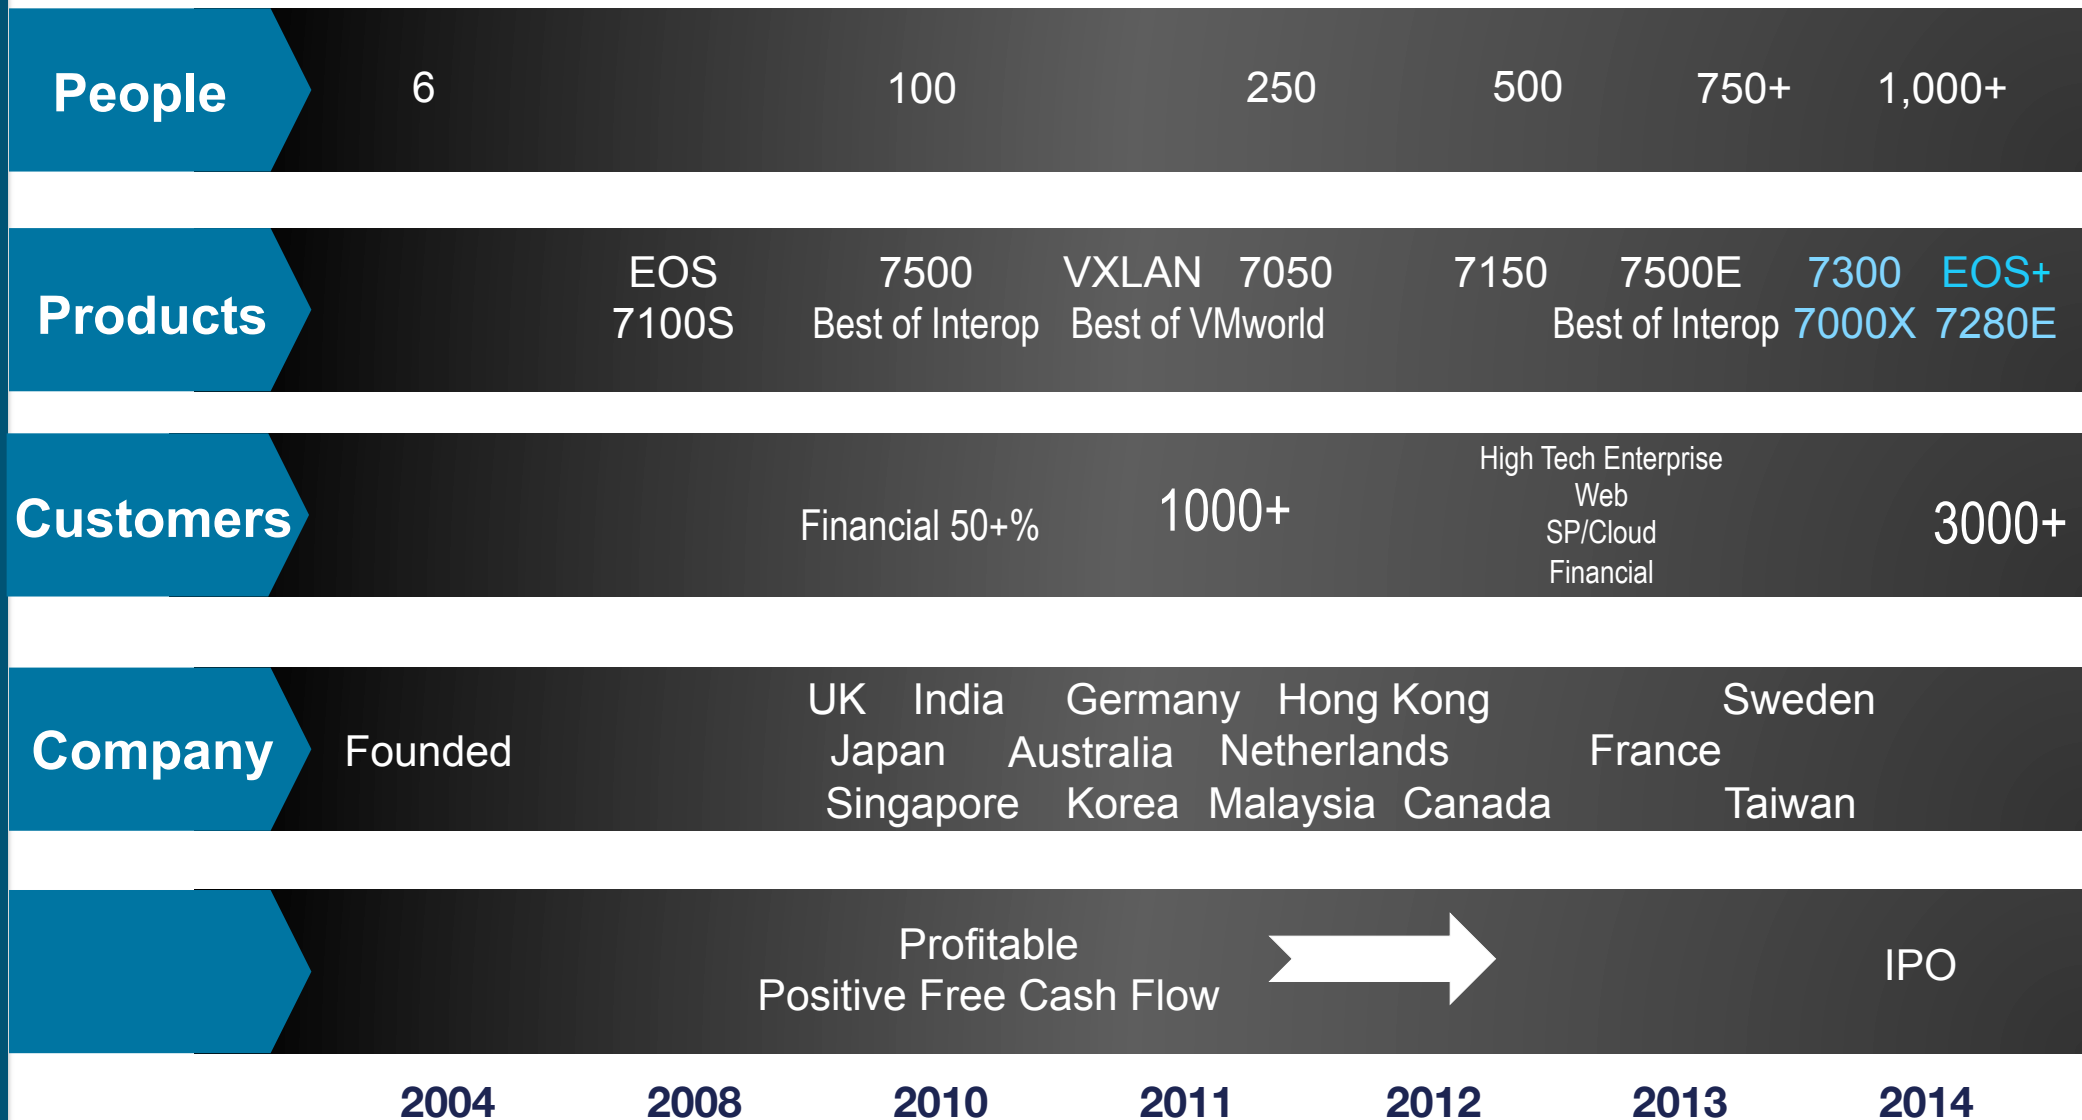 People
6 100 250 500 750+ 1,000+
Products
EOS 7500 VXLAN 7050 7150 7500E 7300 EOS+
7100S Best of Interop Best of VMworld Best of Interop 7000X 7280E
Customers
Financial 50+%
1000+
High Tech Enterprise
Web
SP/Cloud
Financial
3000+
Company
Founded
UK India Germany Hong Kong Sweden
Japan Australia Netherlands France
Singapore Korea Malaysia Canada Taiwan
Profitable
Positive Free Cash Flow
IPO
2004 2008 2010 2011 2012 2013 2014